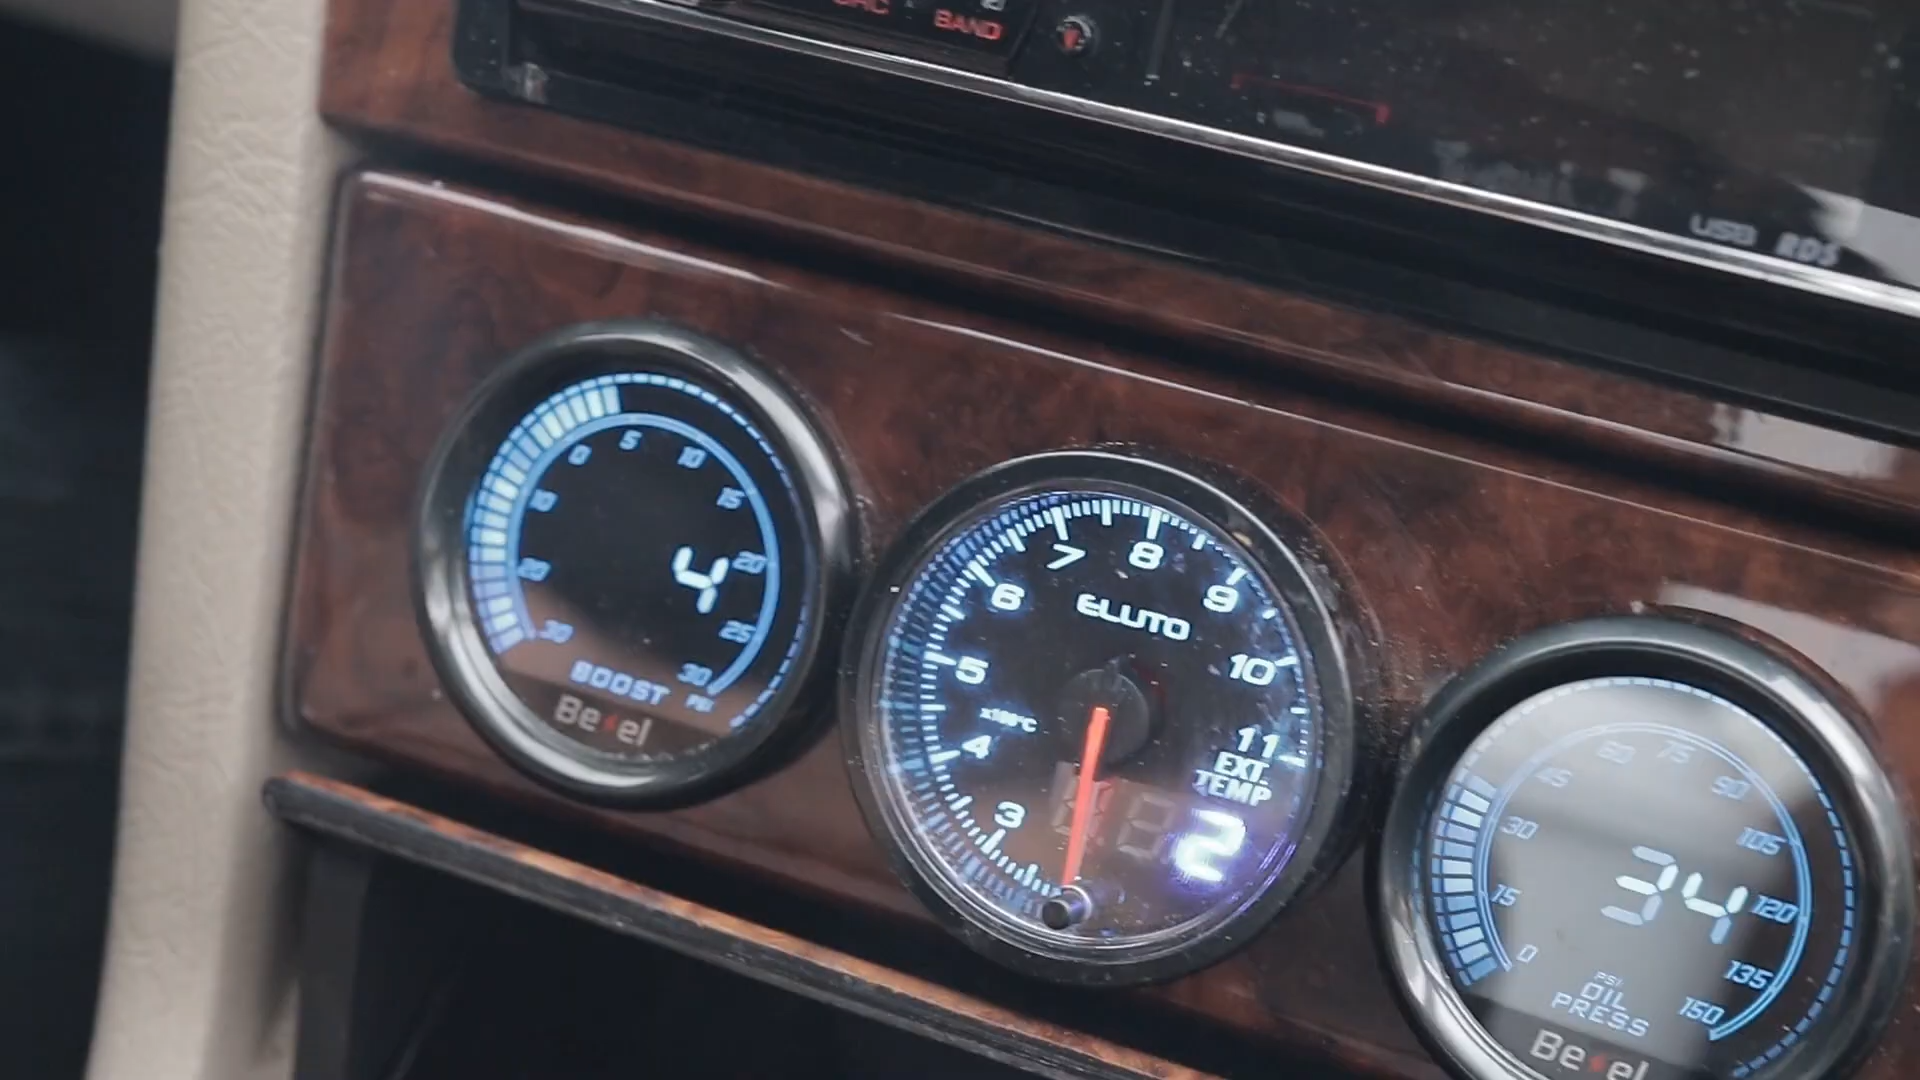 BAND
USB RDS
30
20
10
0
5
10
15
20
25
30
4
BOOST PSI
Be el
3
4
5
6
7
8
9
10
11
ELUTO
x100°C
EXT.
TEMP
2
0
15
30
45
60
75
90
105
120
135
150
34
PSI
OIL
PRESS
Be el